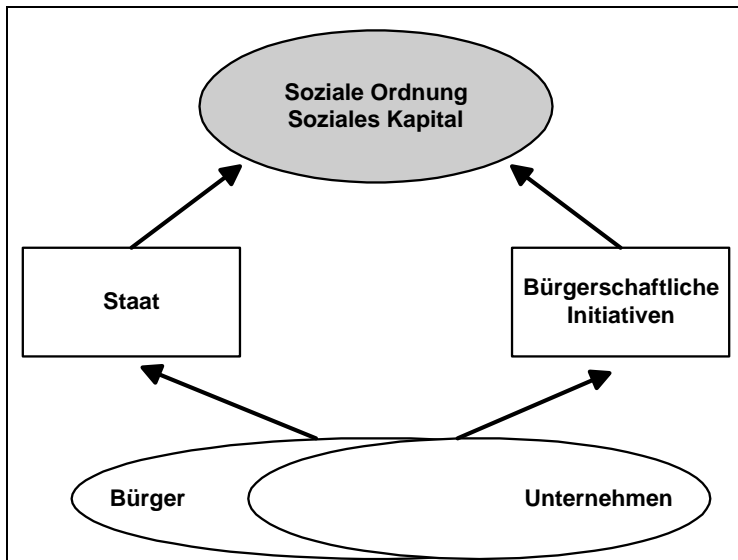 Soziale Ordnung
Soziales Kapital
Staat
Bürgerschaftliche
Initiativen
Bürger
Unternehmen